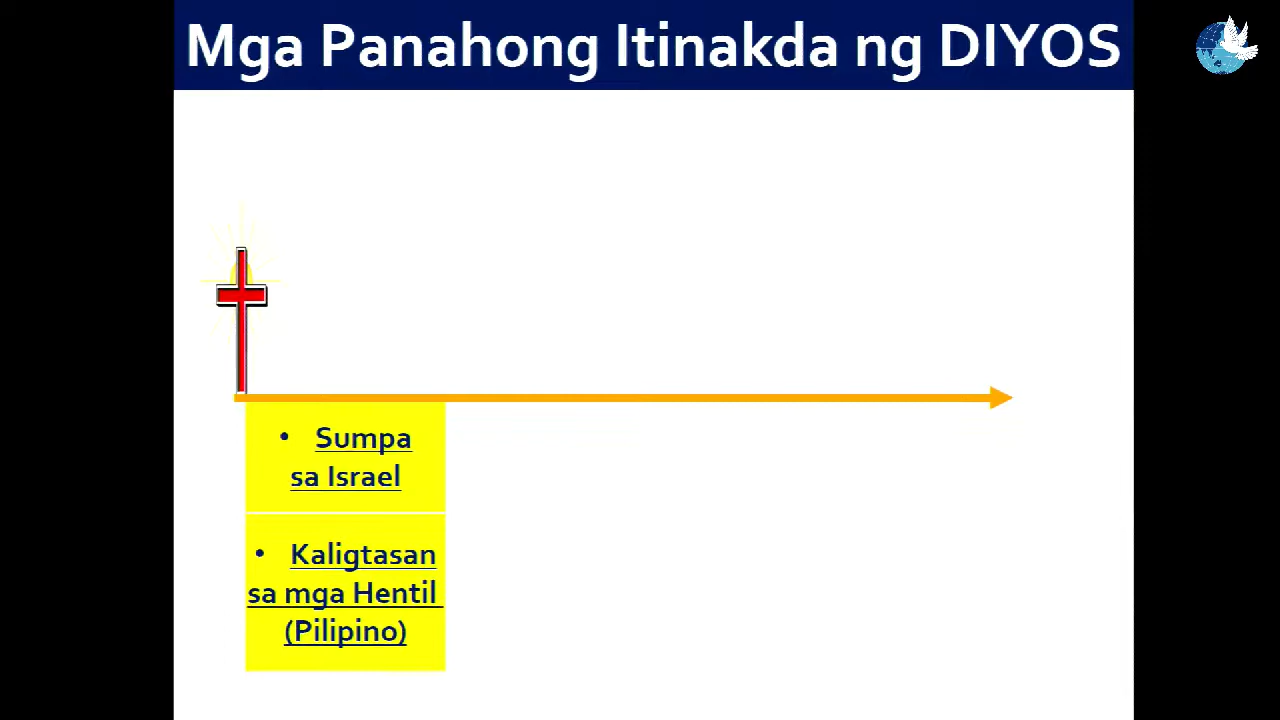 Mga Panahong Itinakda ng DIYOS
• Sumpa
sa Israel
• Kaligtasan
sa mga Hentil
(Pilipino)